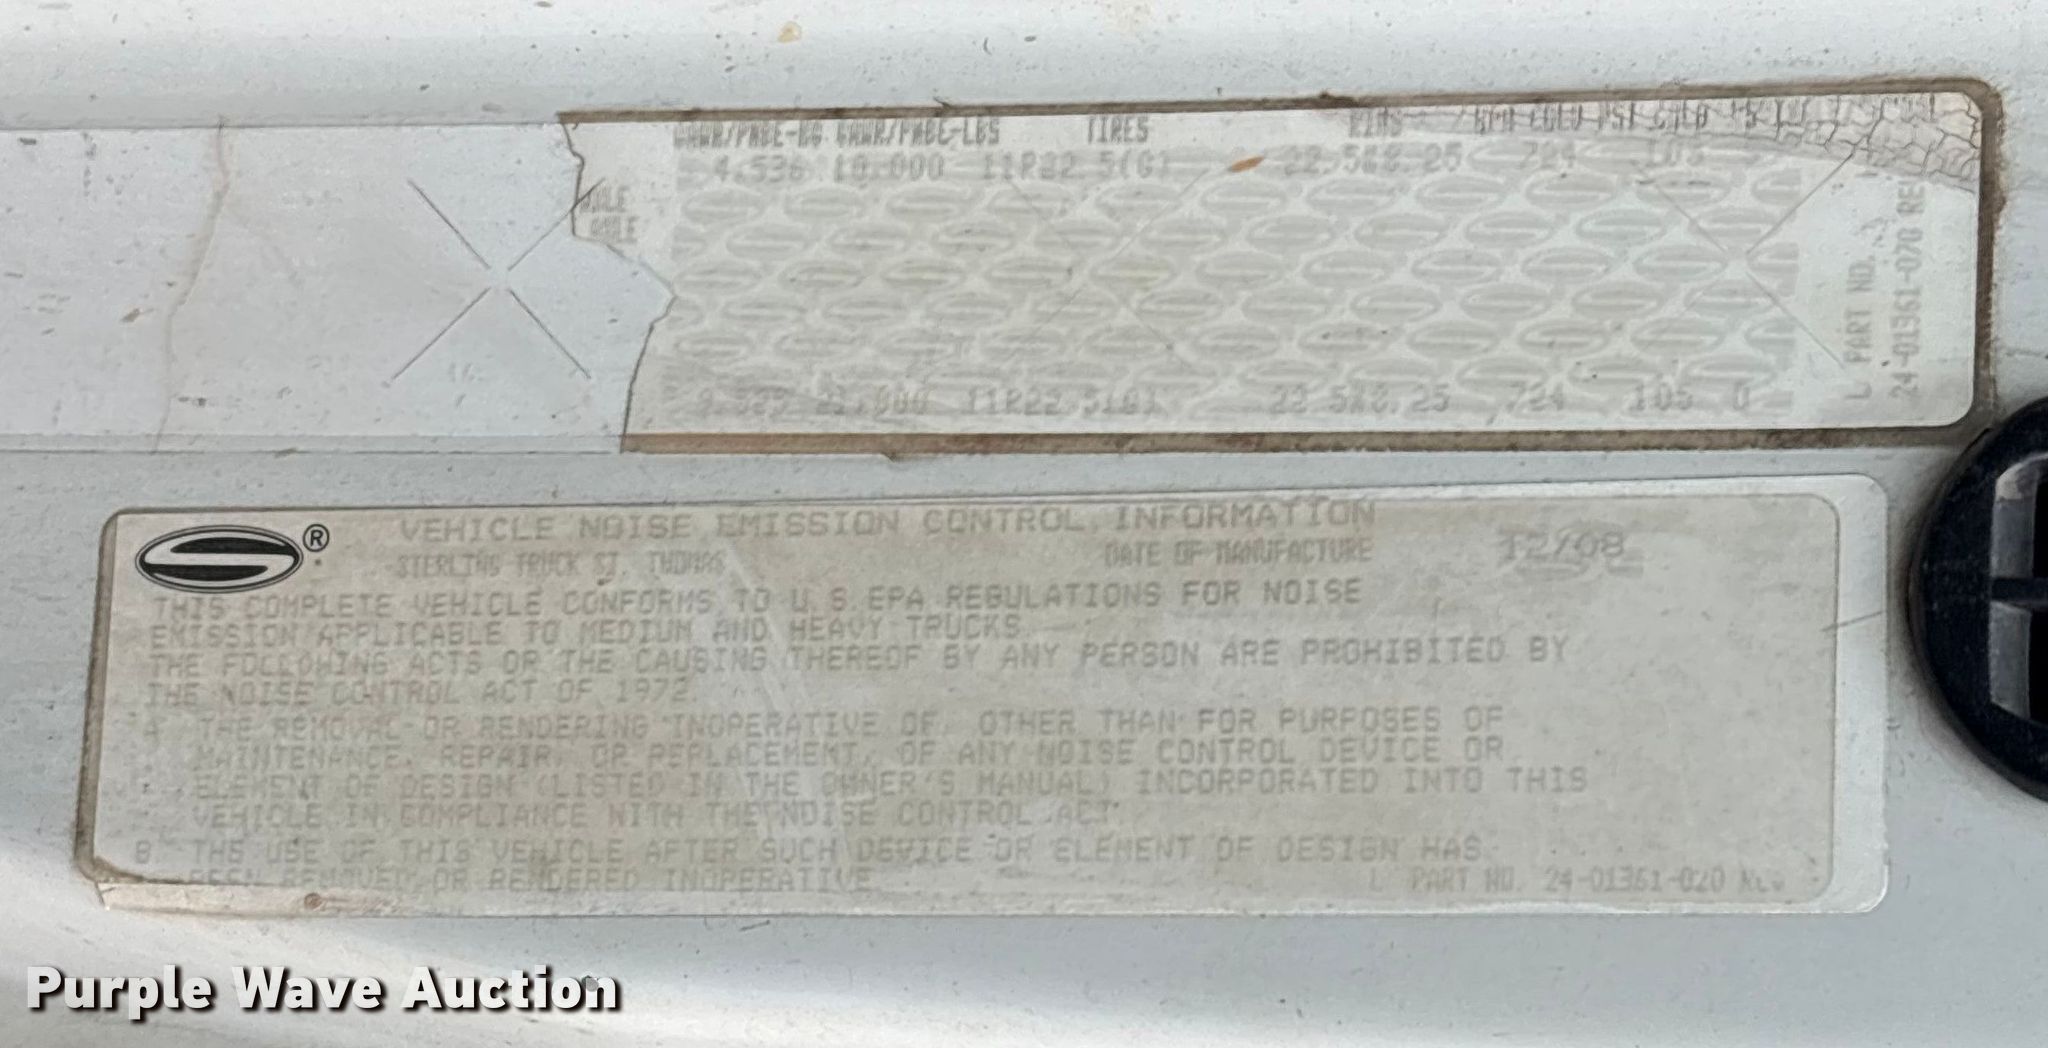 GAWR/PNBE-KG GAWR/PNBE-LBS TIRES RIMS
4.536 10.000 11R22.5(G) 22.5X8.25 724 105
11R22.5(G) 22.5X8.25 724 105 0
L PART NO.
24-01361-020 REV
®
VEHICLE NOISE EMISSION CONTROL INFORMATION
STERLING TRUCK ST. THOMAS DATE OF MANUFACTURE 12/08
THIS COMPLETE VEHICLE CONFORMS TO U.S.EPA REGULATIONS FOR NOISE
EMISSION APPLICABLE TO MEDIUM AND HEAVY TRUCKS
THE FOLLOWING ACTS OR THE CAUSING THEREOF BY ANY PERSON ARE PROHIBITED BY
THE NOISE CONTROL ACT OF 1972
A THE REMOVAL OR RENDERING INOPERATIVE OF, OTHER THAN FOR PURPOSES OF
MAINTENANCE, REPAIR, OR REPLACEMENT, OF ANY NOISE CONTROL DEVICE OR
ELEMENT OF DESIGN (LISTED IN THE OWNER'S MANUAL) INCORPORATED INTO THIS
VEHICLE IN COMPLIANCE WITH THE NOISE CONTROL ACT.
B THE USE OF THIS VEHICLE AFTER SUCH DEVICE OR ELEMENT OF DESIGN HAS
BEEN REMOVED OR RENDERED INOPERATIVE L PART NO. 24-01361-020 REV
Purple Wave Auction